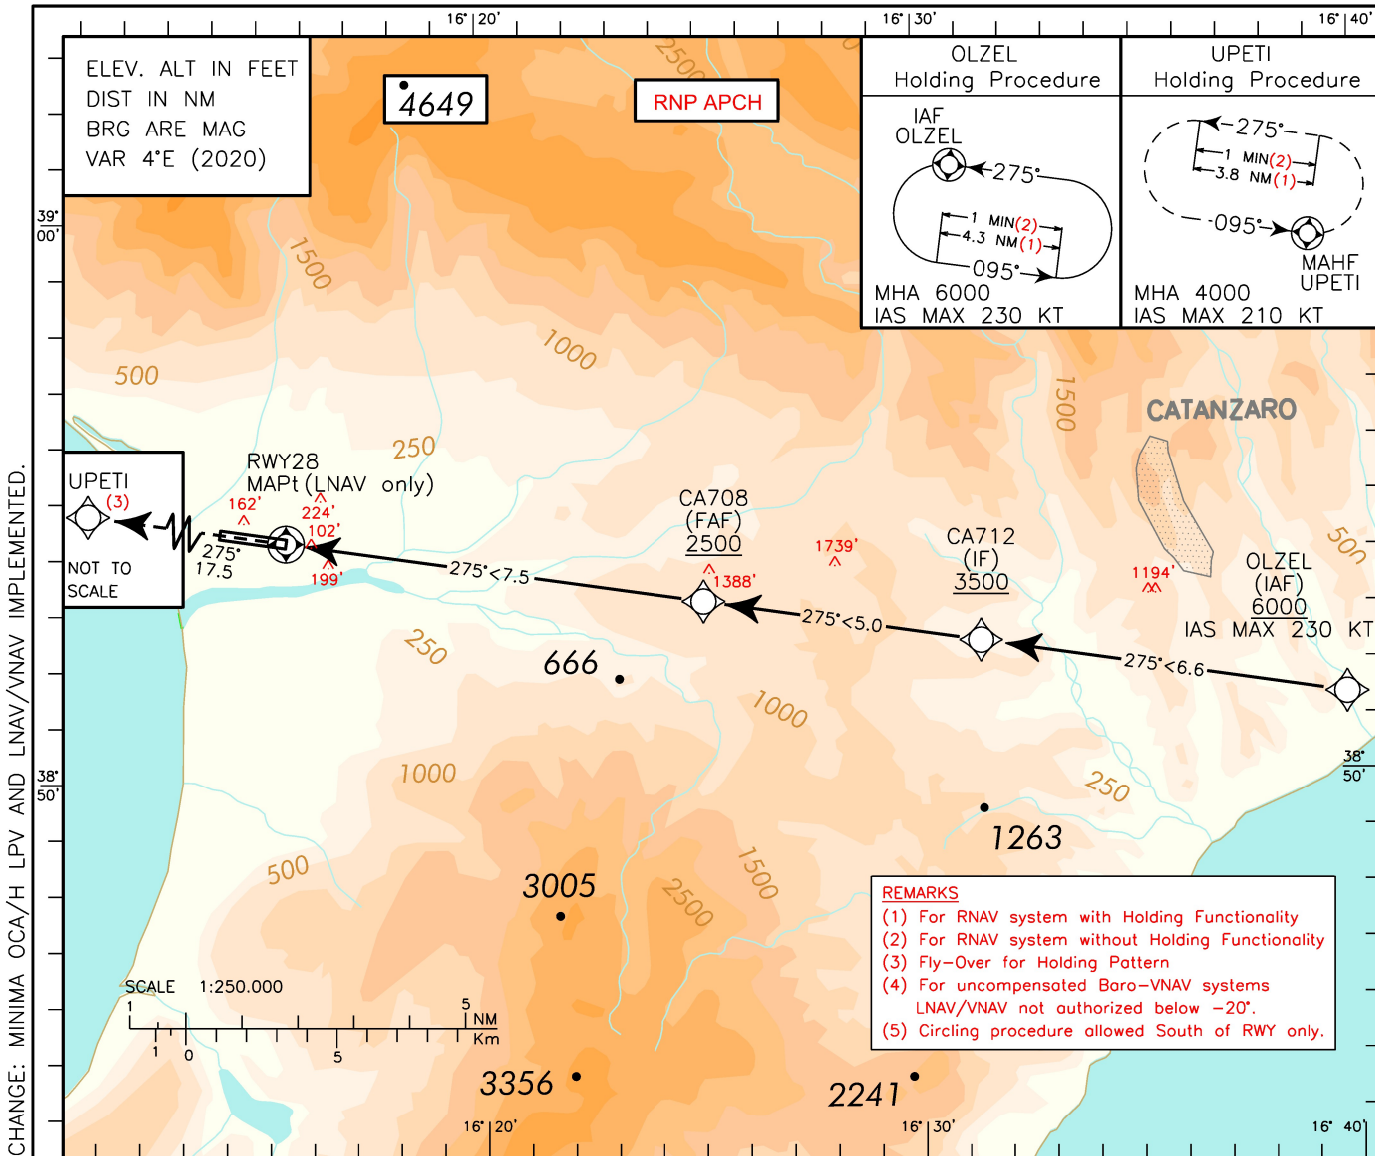 16° 20'
16° 30'
16° 40'
ELEV. ALT IN FEET
DIST IN NM
BRG ARE MAG
VAR 4°E (2020)
4649
RNP APCH
2500
OLZEL
Holding Procedure
IAF
OLZEL
275°
1 MIN(2)
4.3 NM(1)
095°
MHA 6000
IAS MAX 230 KT
UPETI
Holding Procedure
275°
1 MIN(2)
3.8 NM(1)
095°
MAHF
UPETI
MHA 4000
IAS MAX 210 KT
39°
00'
1500
1000
500
250
1500
CATANZARO
500
UPETI
(3)
NOT TO
SCALE
RWY28
MAPt (LNAV only)
162'
224'
102'
199'
275°
17.5
275°<7.5
CA708
(FAF)
2500
1388'
1739'
275°<5.0
CA712
(IF)
3500
1194'
OLZEL
(IAF)
6000
IAS MAX 230 KT
275°<6.6
250
666
1000
1000
250
38°
50'
38°
50'
1263
500
3005
2500
1500
REMARKS
(1) For RNAV system with Holding Functionality
(2) For RNAV system without Holding Functionality
(3) Fly-Over for Holding Pattern
(4) For uncompensated Baro-VNAV systems
LNAV/VNAV not authorized below -20°.
(5) Circling procedure allowed South of RWY only.
SCALE 1:250.000
1 5 NM
Km
1 0 5
3356
2241
16° 20'
16° 30'
16° 40'
CHANGE: MINIMA OCA/H LPV AND LNAV/VNAV IMPLEMENTED.